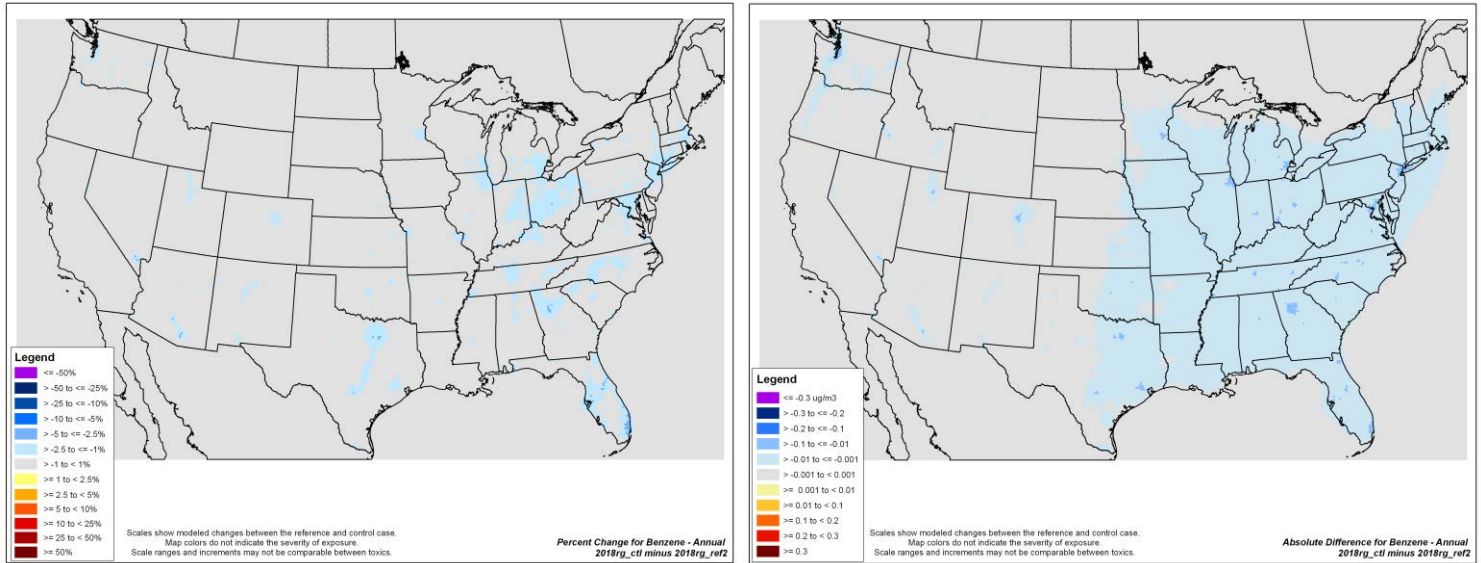 Legend
<= -50%
> -50 to <= -25%
> -25 to <= -10%
> -10 to <= -5%
> -5 to <= -2.5%
> -2.5 to <= -1%
> -1 to < 1%
>= 1 to < 2.5%
>= 2.5 to < 5%
>= 5 to < 10%
>= 10 to < 25%
>= 25 to < 50%
>= 50%
Scales show modeled changes between the reference and control case.
Map colors do not indicate the severity of exposure.
Scale ranges and increments may not be comparable between toxics.
Percent Change for Benzene - Annual
2018rg_ctl minus 2018rg_ref2
Legend
<= -0.3 ug/m3
> -0.3 to <= -0.2
> -0.2 to <= -0.1
> -0.1 to <= -0.01
> -0.01 to <= -0.001
> -0.001 to < 0.001
>= 0.001 to < 0.01
>= 0.01 to < 0.1
>= 0.1 to < 0.2
>= 0.2 to < 0.3
>= 0.3
Scales show modeled changes between the reference and control case.
Map colors do not indicate the severity of exposure.
Scale ranges and increments may not be comparable between toxics.
Absolute Difference for Benzene - Annual
2018rg_ctl minus 2018rg_ref2